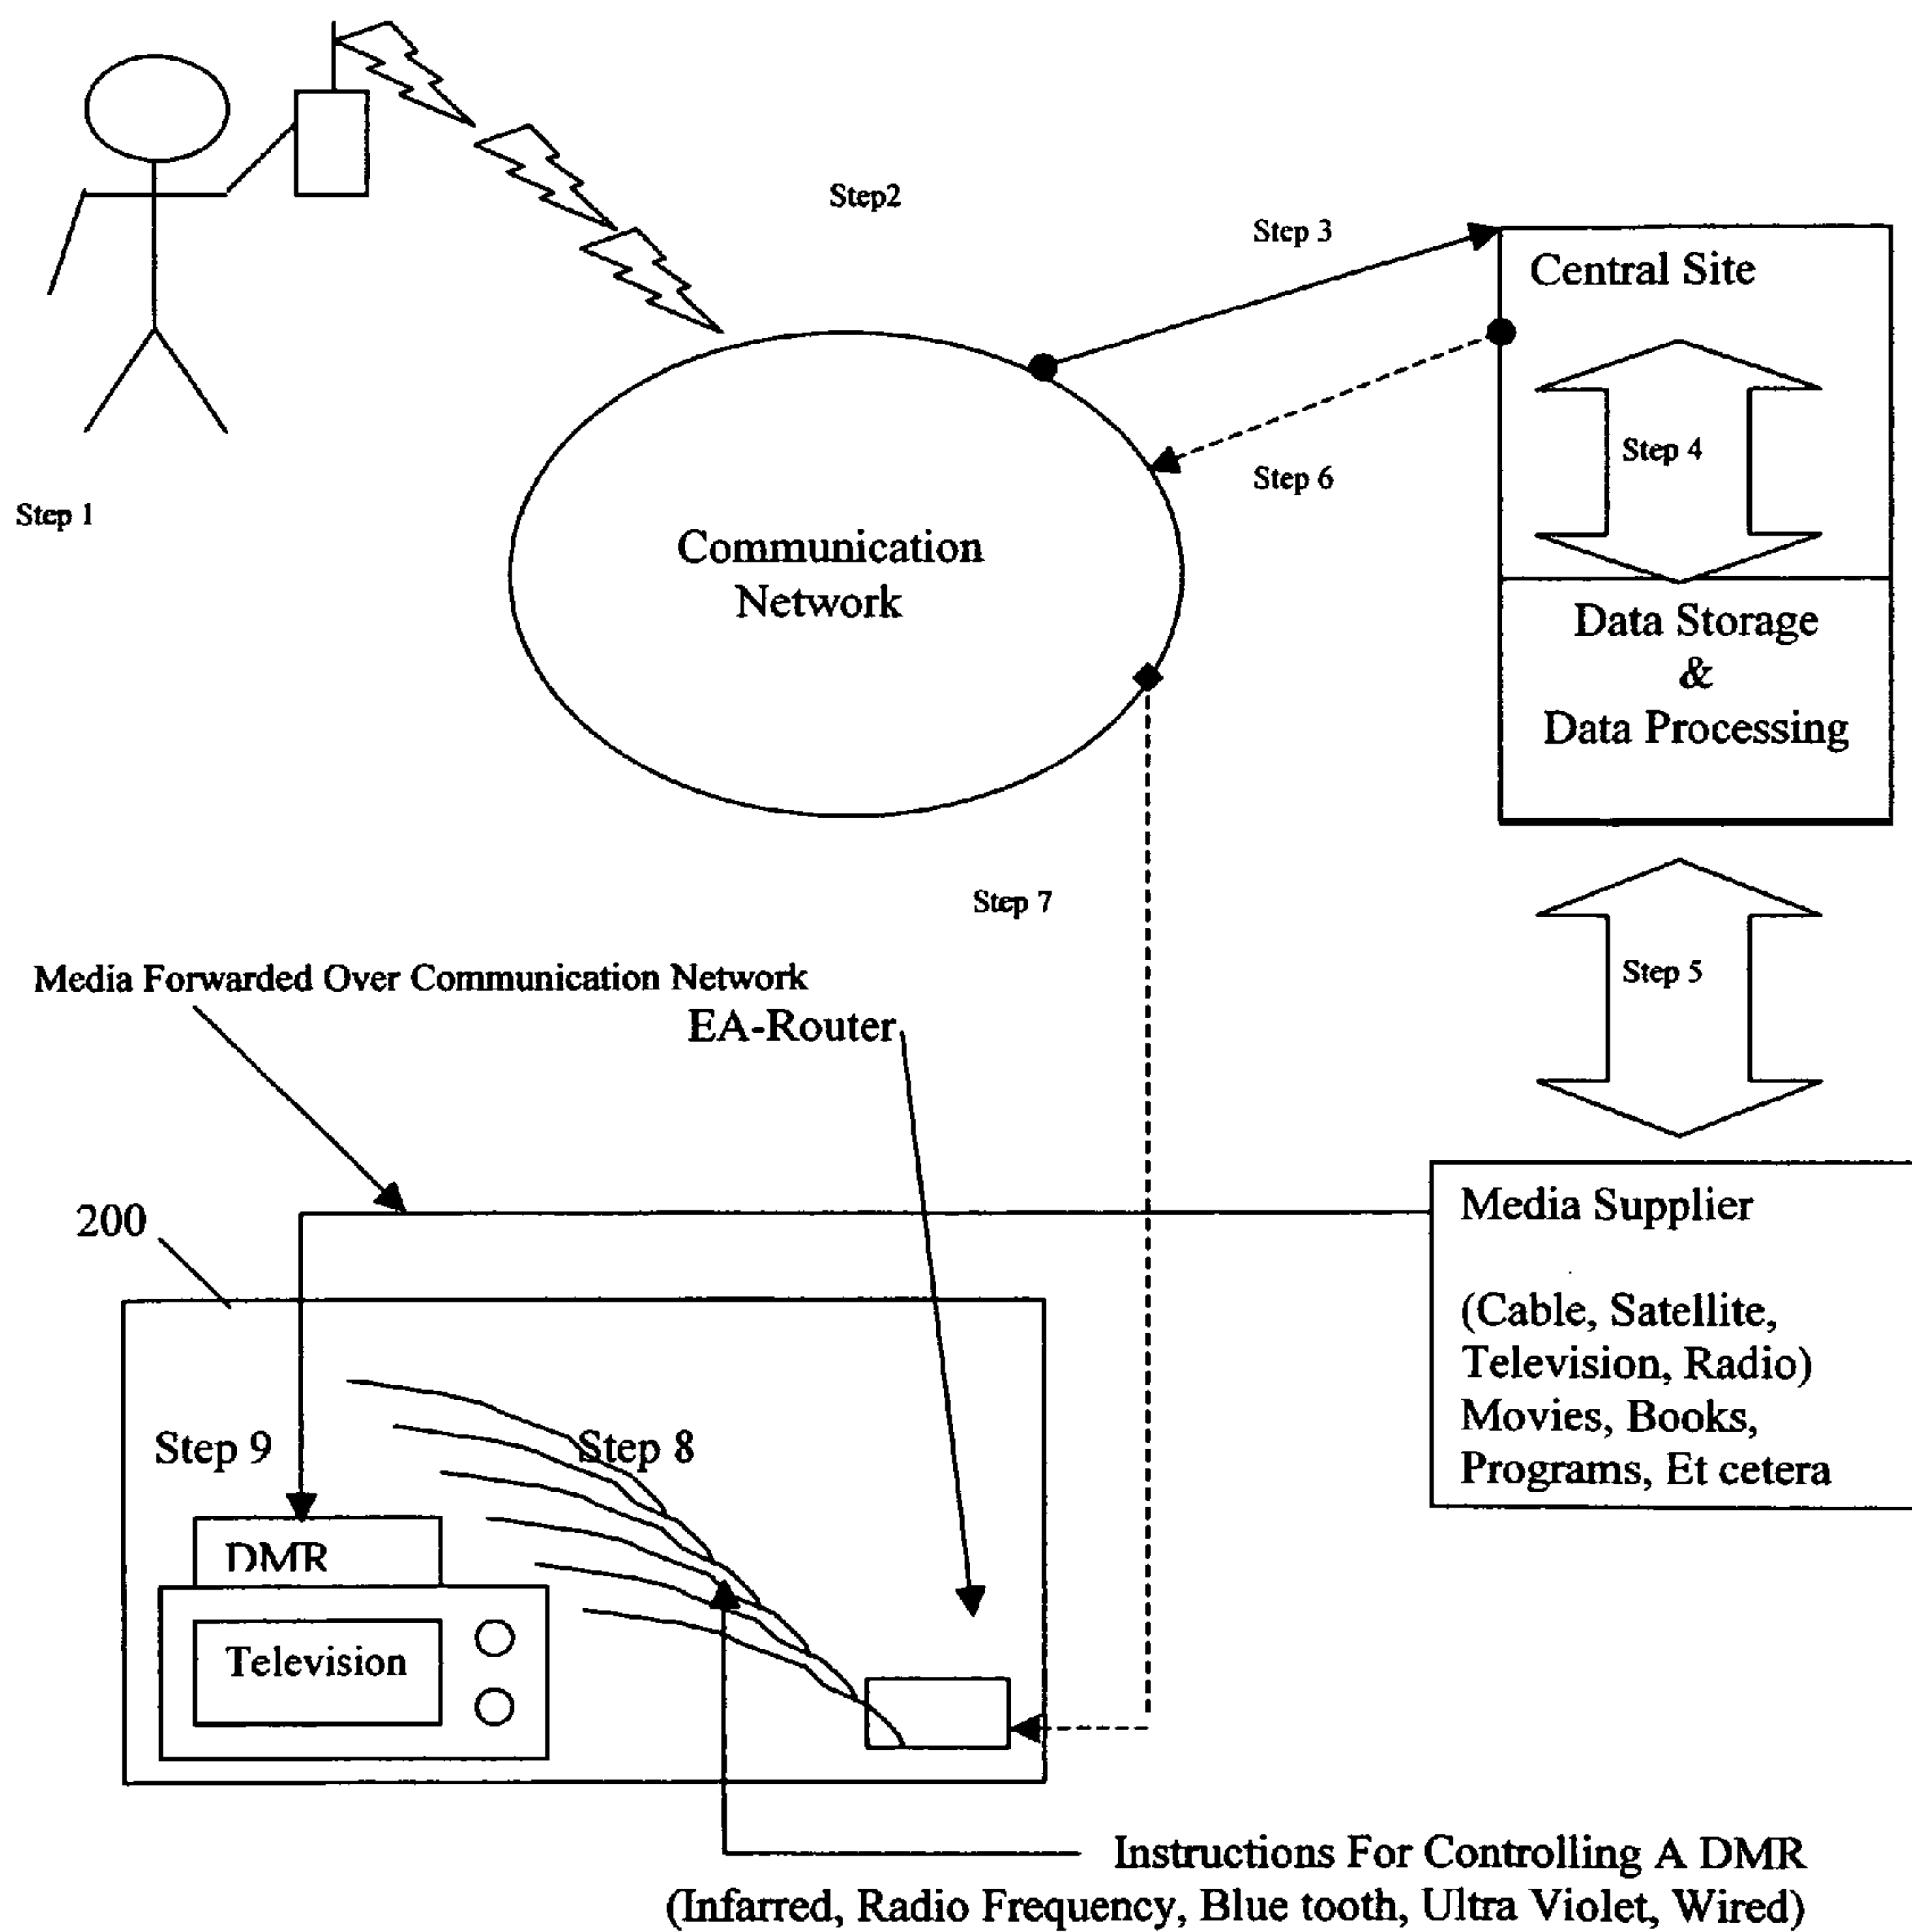 Step2
Step 3
Central Site
Step 4
Step 6
Step 1
Communication
Network
Data Storage
&
Data Processing
Step 7
Step 5
Media Forwarded Over Communication Network
EA-Router
200
Media Supplier
(Cable, Satellite,
Television, Radio)
Movies, Books,
Programs, Et cetera
Step 9
Step 8
DMR
Television
Instructions For Controlling A DMR
(Infarred, Radio Frequency, Blue tooth, Ultra Violet, Wired)